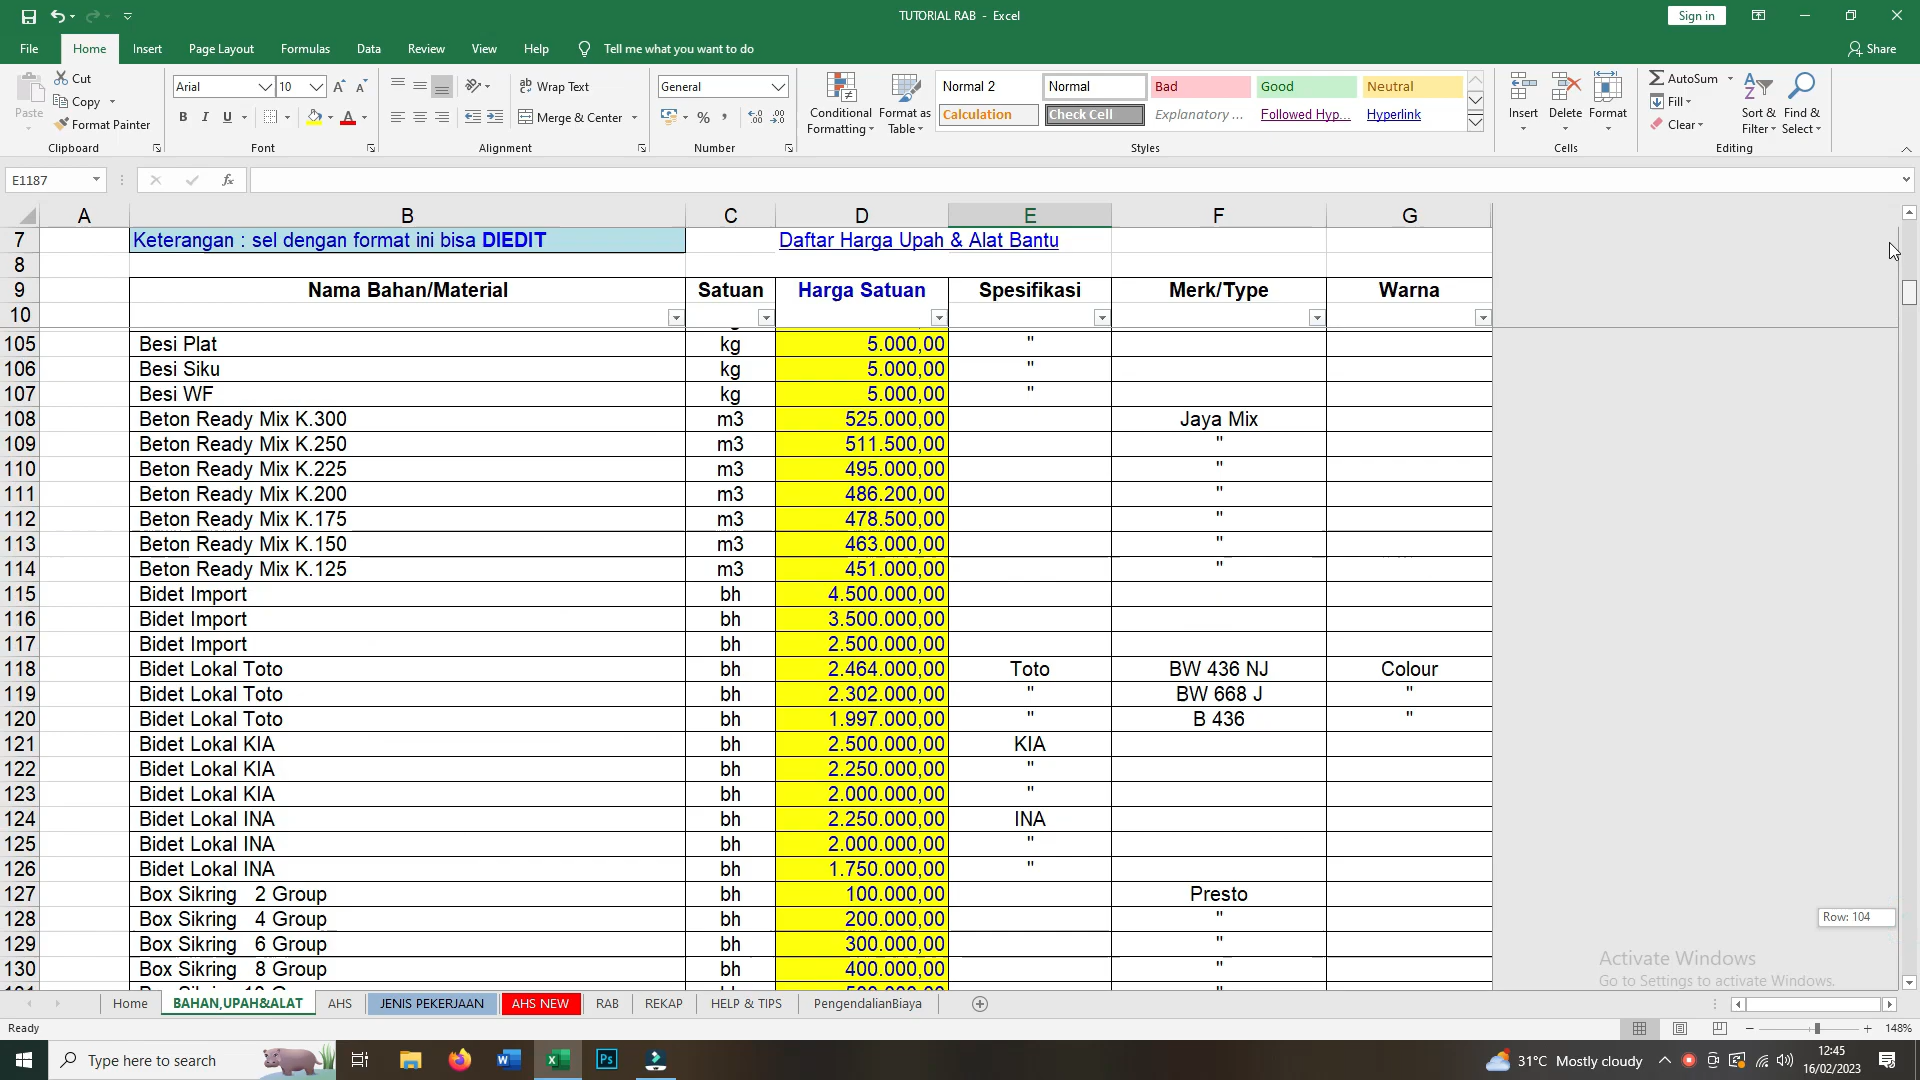 TUTORIAL RAB - Excel
Sign in
File Home Insert Page Layout Formulas Data Review View Help Tell me what you want to do Share
Paste Cut Copy Format Painter
Arial 10 B I U
Wrap Text Merge & Center
General %
Conditional Formatting Format as Table
Normal 2 Normal Bad Good Neutral
Calculation Check Cell Explanatory ... Followed Hyp... Hyperlink
Insert Delete Format
AutoSum Fill Clear Sort & Filter Find & Select
Clipboard Font Alignment Number Styles Cells Editing
E1187 fx
A B C D E F G
7 Keterangan : sel dengan format ini bisa DIEDIT Daftar Harga Upah & Alat Bantu
8
9 Nama Bahan/Material Satuan Harga Satuan Spesifikasi Merk/Type Warna
10
105 Besi Plat kg 5.000,00 "
106 Besi Siku kg 5.000,00 "
107 Besi WF kg 5.000,00 "
108 Beton Ready Mix K.300 m3 525.000,00 Jaya Mix
109 Beton Ready Mix K.250 m3 511.500,00 "
110 Beton Ready Mix K.225 m3 495.000,00 "
111 Beton Ready Mix K.200 m3 486.200,00 "
112 Beton Ready Mix K.175 m3 478.500,00 "
113 Beton Ready Mix K.150 m3 463.000,00 "
114 Beton Ready Mix K.125 m3 451.000,00 "
115 Bidet Import bh 4.500.000,00
116 Bidet Import bh 3.500.000,00
117 Bidet Import bh 2.500.000,00
118 Bidet Lokal Toto bh 2.464.000,00 Toto BW 436 NJ Colour
119 Bidet Lokal Toto bh 2.302.000,00 " BW 668 J "
120 Bidet Lokal Toto bh 1.997.000,00 " B 436 "
121 Bidet Lokal KIA bh 2.500.000,00 KIA
122 Bidet Lokal KIA bh 2.250.000,00 "
123 Bidet Lokal KIA bh 2.000.000,00 "
124 Bidet Lokal INA bh 2.250.000,00 INA
125 Bidet Lokal INA bh 2.000.000,00 "
126 Bidet Lokal INA bh 1.750.000,00 "
127 Box Sikring 2 Group bh 100.000,00 Presto
128 Box Sikring 4 Group bh 200.000,00 "
129 Box Sikring 6 Group bh 300.000,00 "
130 Box Sikring 8 Group bh 400.000,00 "
Row: 104
Activate Windows
Go to Settings to activate Windows.
Home BAHAN,UPAH&ALAT AHS JENIS PEKERJAAN AHS NEW RAB REKAP HELP & TIPS PengendalianBiaya
Ready 148%
Type here to search 31°C Mostly cloudy 12:45
16/02/2023